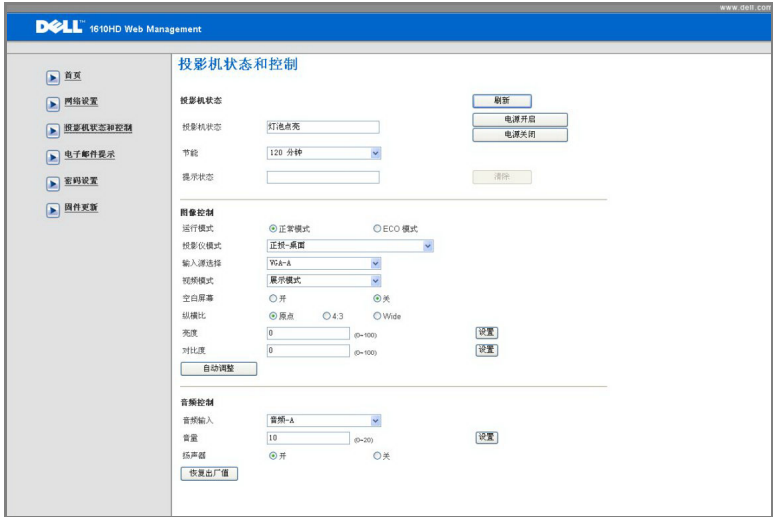 www.dell.com
DELL™ 1610HD Web Management
首页
网络设置
投影机状态和控制
电子邮件提示
密码设置
固件更新
投影机状态和控制
投影机状态 刷新
电源开启
投影机状态 灯泡点亮 电源关闭
节能 120 分钟
提示状态 清除
图像控制
运行模式 正常模式 ECO 模式
投影仪模式 正投-桌面
输入源选择 VGA-A
视频模式 展示模式
空白屏幕 开 关
纵横比 原点 4:3 Wide
亮度 0 (0~100) 设置
对比度 0 (0~100) 设置
自动调整
音频控制
音频输入 音频-A
音量 10 (0~20) 设置
扬声器 开 关
恢复出厂值